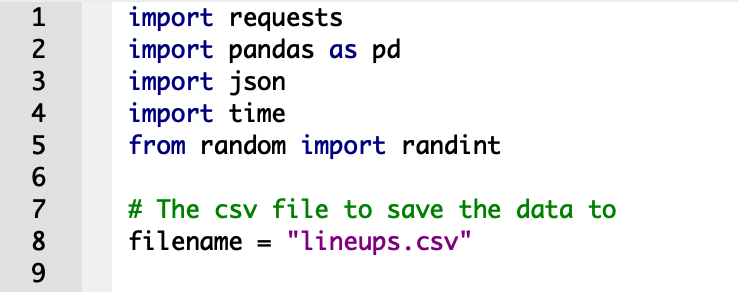 1 import requests
2 import pandas as pd
3 import json
4 import time
5 from random import randint
6
7 # The csv file to save the data to
8 filename = "lineups.csv"
9